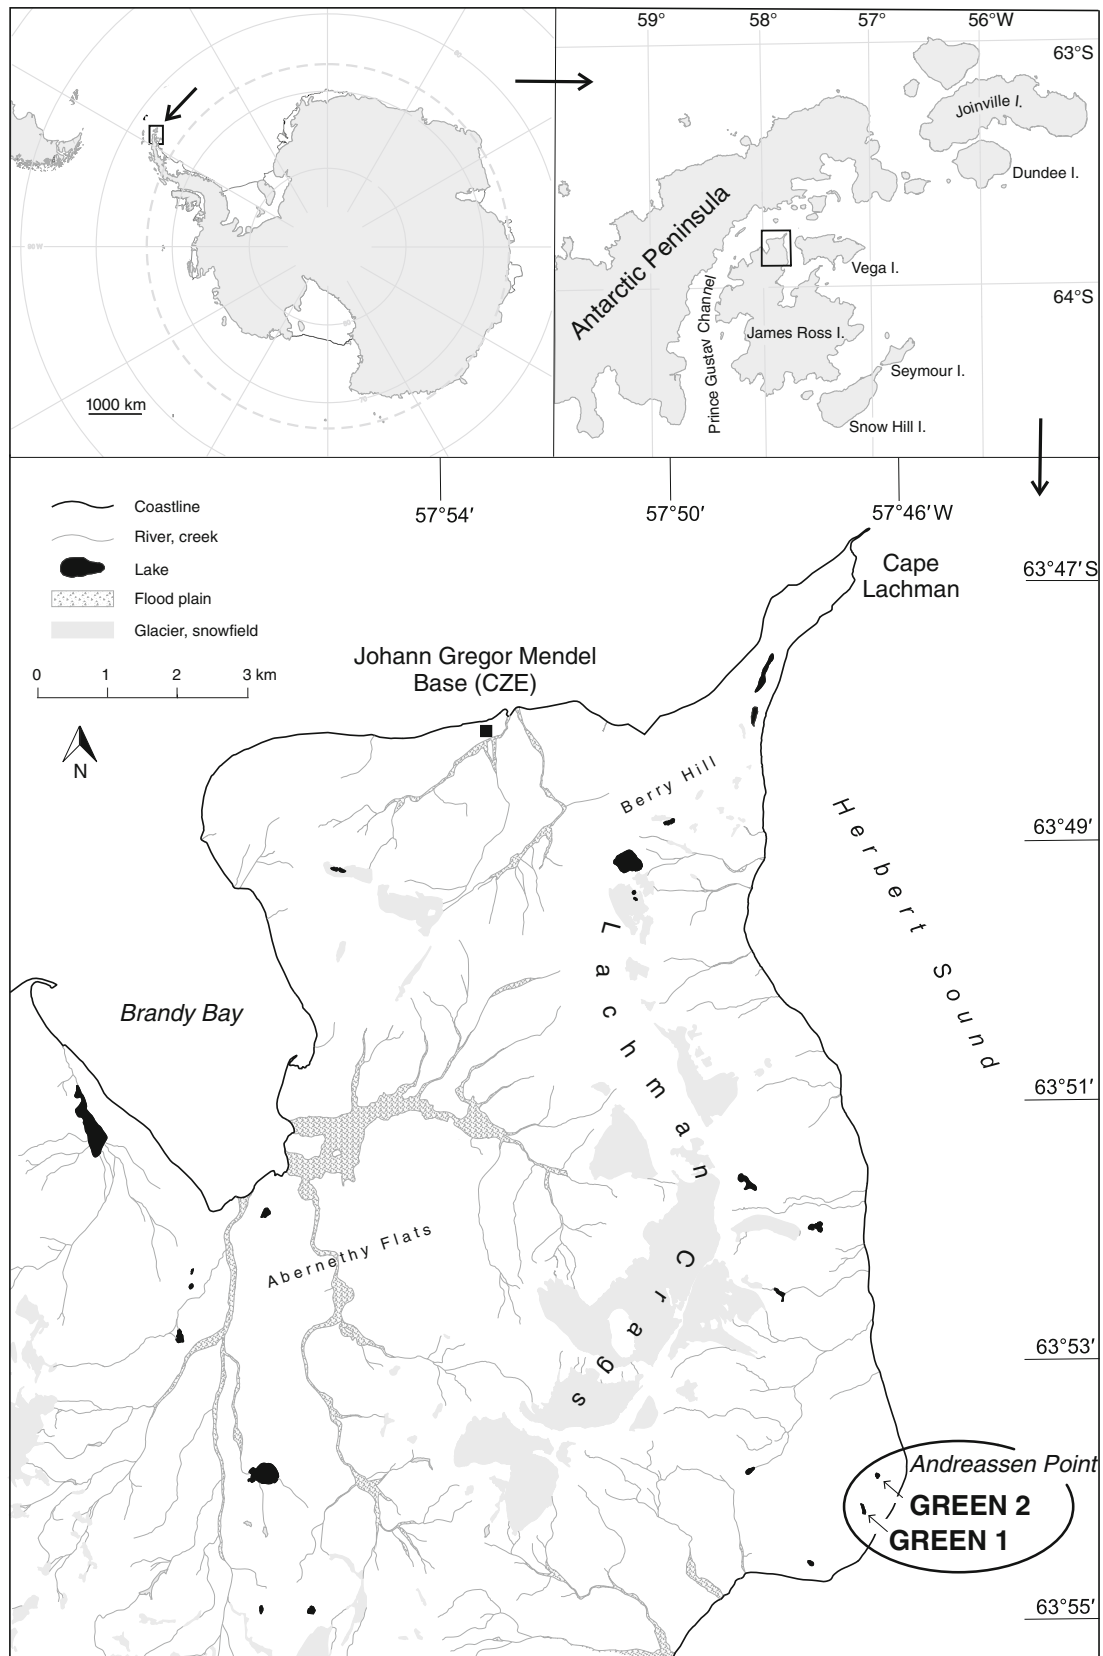 59°
58°
57°
56°W
63°S
Joinville I.
Dundee I.
Antarctic Peninsula
Vega I.
64°S
Prince Gustav Channel
James Ross I.
Seymour I.
Snow Hill I.
90 W
1000 km
57°54′
57°50′
57°46′W
Coastline
River, creek
Lake
Flood plain
Glacier, snowfield
0 1 2 3 km
N
Cape
Lachman
63°47′S
Johann Gregor Mendel
Base (CZE)
Berry Hill
63°49′
Herbert Sound
Lachman Crags
Brandy Bay
63°51′
Abernethy Flats
63°53′
Andreassen Point
GREEN 2
GREEN 1
63°55′